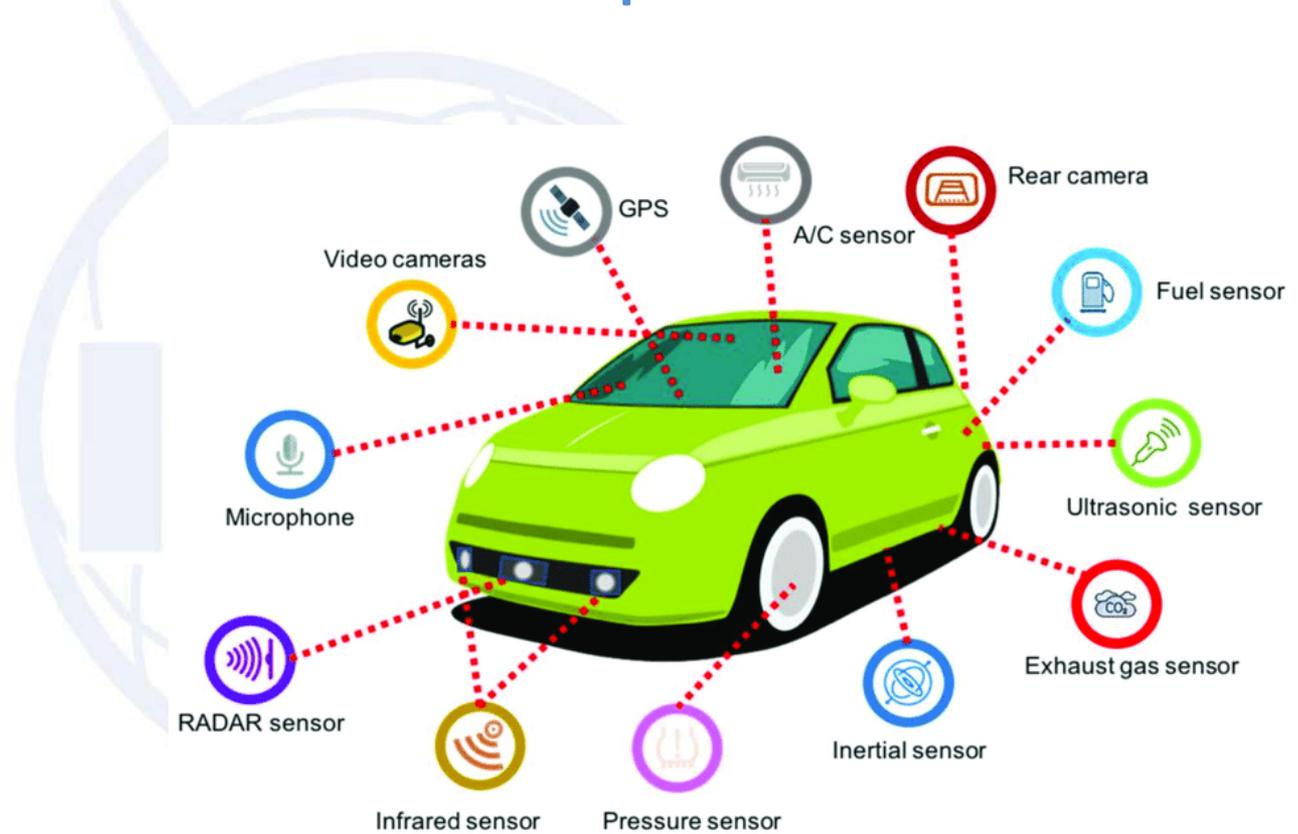 Rear camera
GPS
A/C sensor
Video cameras
Fuel sensor
Ultrasonic sensor
Microphone
CO₂
Exhaust gas sensor
RADAR sensor
Inertial sensor
Infrared sensor
Pressure sensor